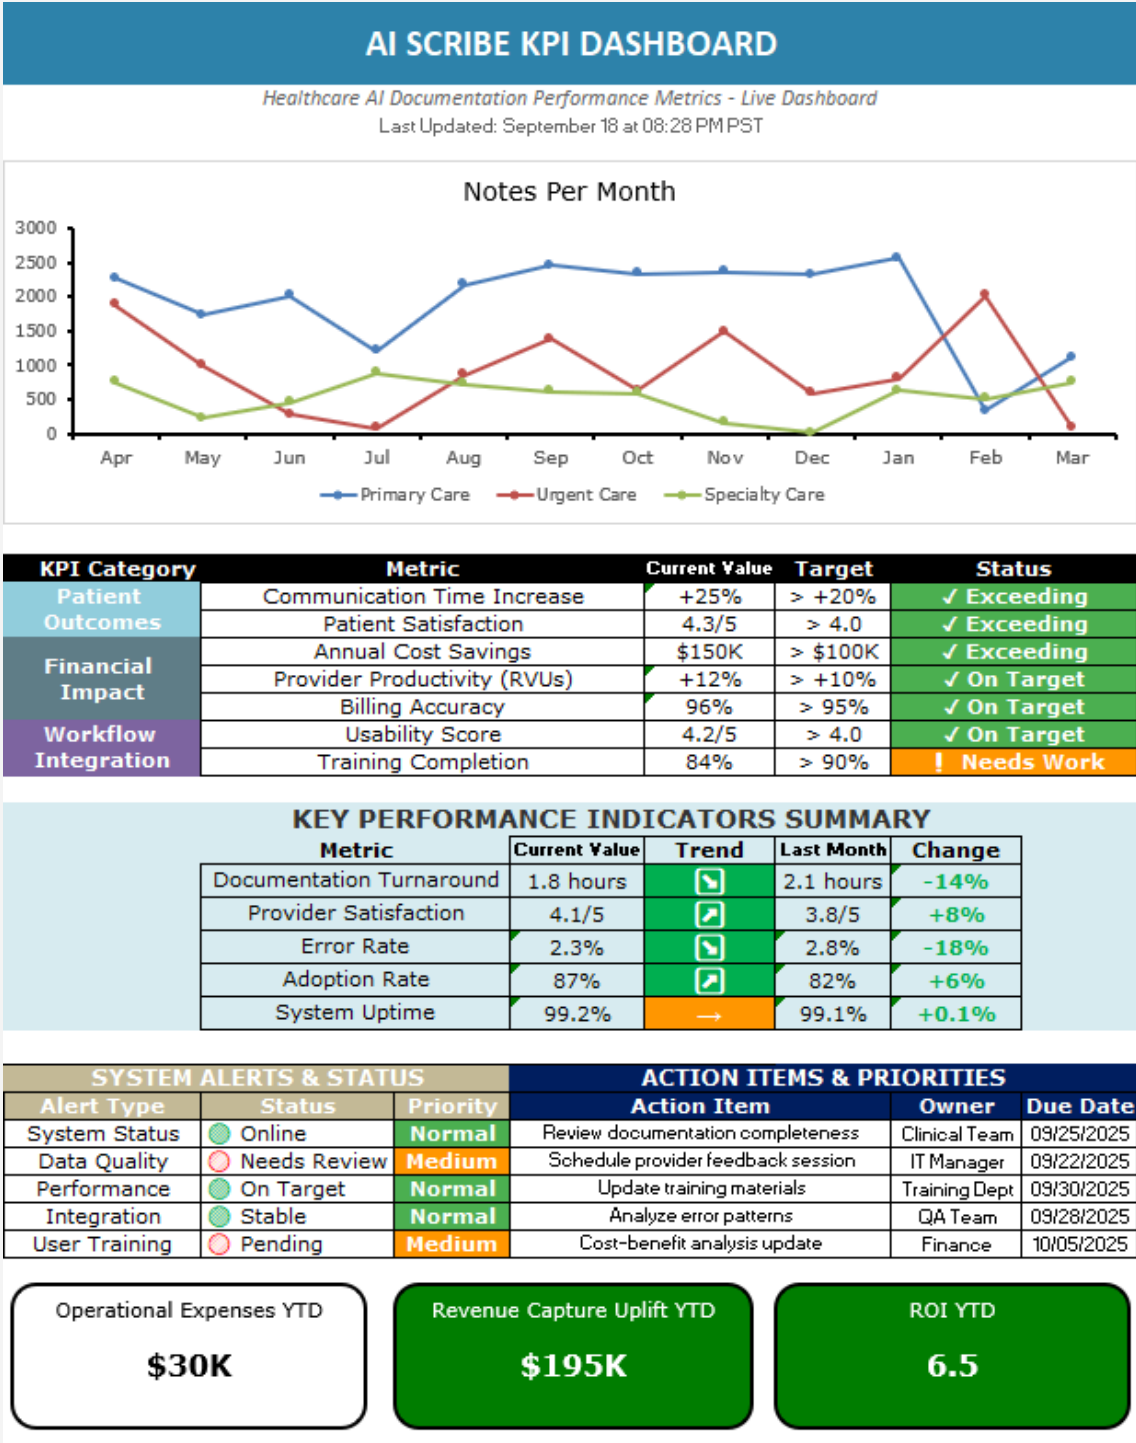 AI SCRIBE KPI DASHBOARD
Healthcare AI Documentation Performance Metrics - Live Dashboard
Last Updated: September 18 at 08:28 PM PST
Notes Per Month
3000
2500
2000
1500
1000
500
0
Apr May Jun Jul Aug Sep Oct Nov Dec Jan Feb Mar
Primary Care Urgent Care Specialty Care
KPI Category Metric Current Value Target Status
Patient Outcomes
Communication Time Increase +25% > +20% ✓ Exceeding
Patient Satisfaction 4.3/5 > 4.0 ✓ Exceeding
Financial Impact
Annual Cost Savings $150K > $100K ✓ Exceeding
Provider Productivity (RVUs) +12% > +10% ✓ On Target
Billing Accuracy 96% > 95% ✓ On Target
Workflow Integration
Usability Score 4.2/5 > 4.0 ✓ On Target
Training Completion 84% > 90% ! Needs Work
KEY PERFORMANCE INDICATORS SUMMARY
Metric Current Value Trend Last Month Change
Documentation Turnaround 1.8 hours ↘ 2.1 hours -14%
Provider Satisfaction 4.1/5 ↗ 3.8/5 +8%
Error Rate 2.3% ↘ 2.8% -18%
Adoption Rate 87% ↗ 82% +6%
System Uptime 99.2% → 99.1% +0.1%
SYSTEM ALERTS & STATUS
Alert Type Status Priority
System Status Online Normal
Data Quality Needs Review Medium
Performance On Target Normal
Integration Stable Normal
User Training Pending Medium
ACTION ITEMS & PRIORITIES
Action Item Owner Due Date
Review documentation completeness Clinical Team 09/25/2025
Schedule provider feedback session IT Manager 09/22/2025
Update training materials Training Dept 09/30/2025
Analyze error patterns QA Team 09/28/2025
Cost-benefit analysis update Finance 10/05/2025
Operational Expenses YTD
$30K
Revenue Capture Uplift YTD
$195K
ROI YTD
6.5